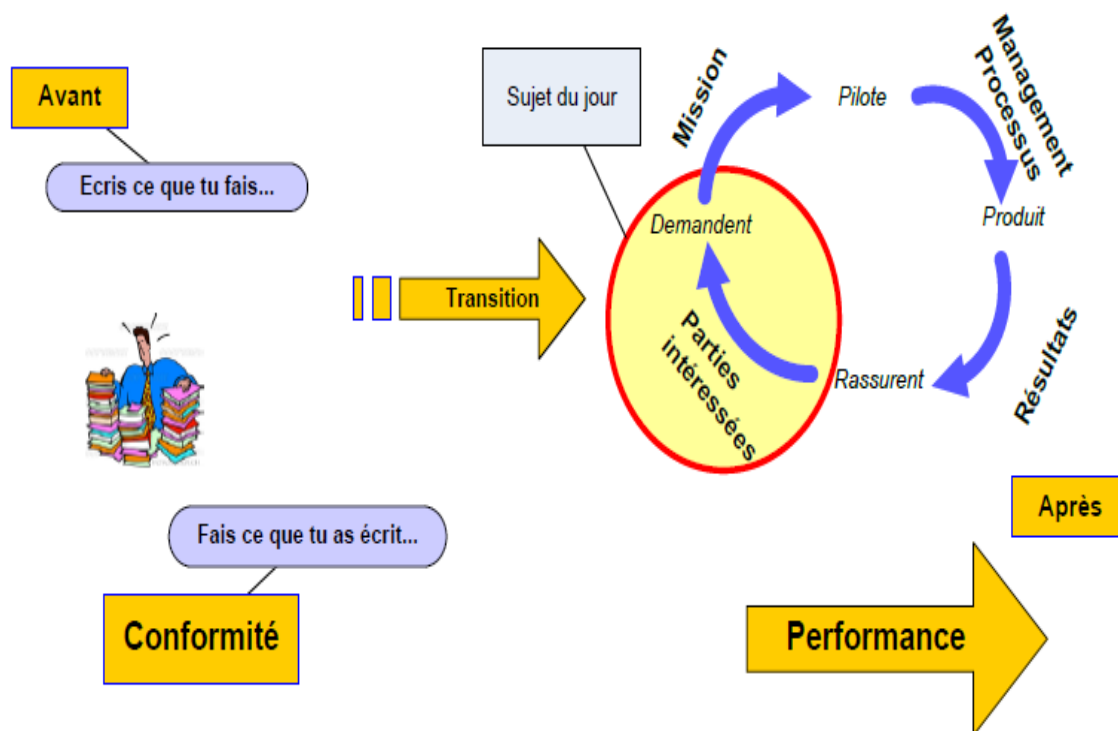 Avant
Ecris ce que tu fais...
Fais ce que tu as écrit...
Conformité
Transition
Sujet du jour
Demandent
Mission
Pilote
Management
Processus
Produit
Résultats
Rassurent
Parties
intéressées
Après
Performance